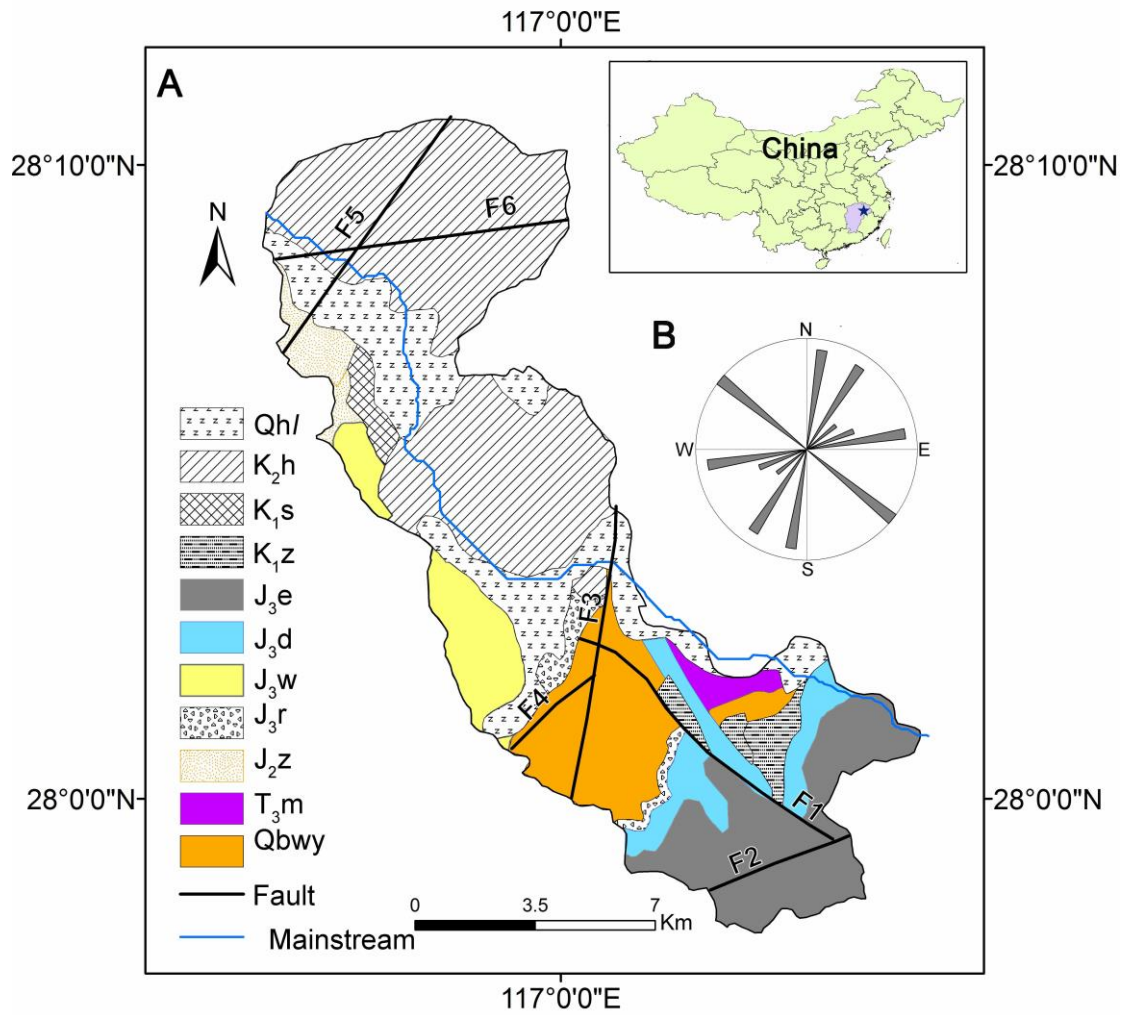 117°0'0"E
A
China
28°10'0"N
28°10'0"N
N
F5
F6
B
N
W
E
S
Qhl
K2h
K1s
K1z
J3e
J3d
J3w
J3r
J2z
T3m
Qbwy
Fault
Mainstream
F3
F4
F1
F2
28°0'0"N
28°0'0"N
0 3.5 7
Km
117°0'0"E